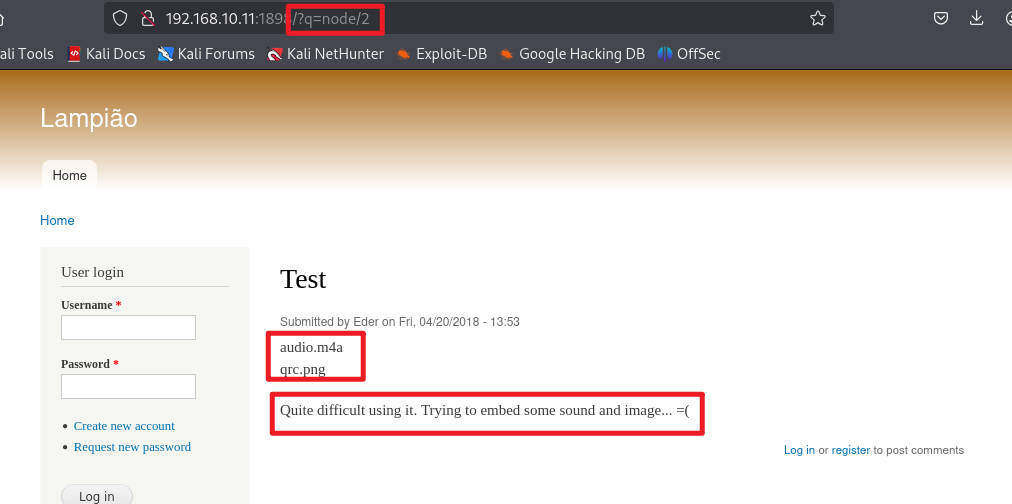 192.168.10.11:1898/?q=node/2
ali Tools Kali Docs Kali Forums Kali NetHunter Exploit-DB Google Hacking DB OffSec
Lampião
Home
Home
User login
Username *
Password *
Create new account
Request new password
Log in
Test
Submitted by Eder on Fri, 04/20/2018 - 13:53
audio.m4a
qrc.png
Quite difficult using it. Trying to embed some sound and image... =(
Log in or register to post comments